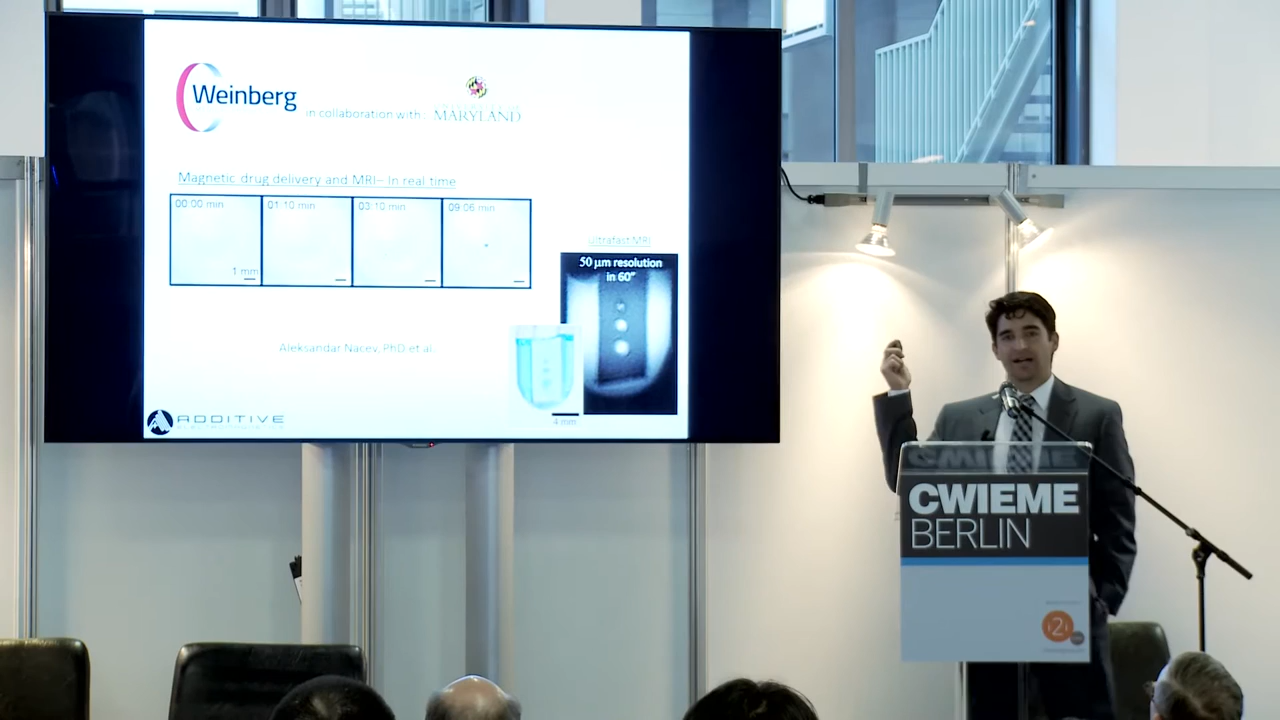 Weinberg
in collaboration with:
MARYLAND
Magnetic drug delivery and MRI– In real time
00:00 min
01:10 min
03:10 min
09:06 min
1 mm
Ultrafast MRI
50 µm resolution
in 60"
Aleksandar Nacev, PhD et al.
4 mm
ADDITIVE
CWIEME
BERLIN
i2i